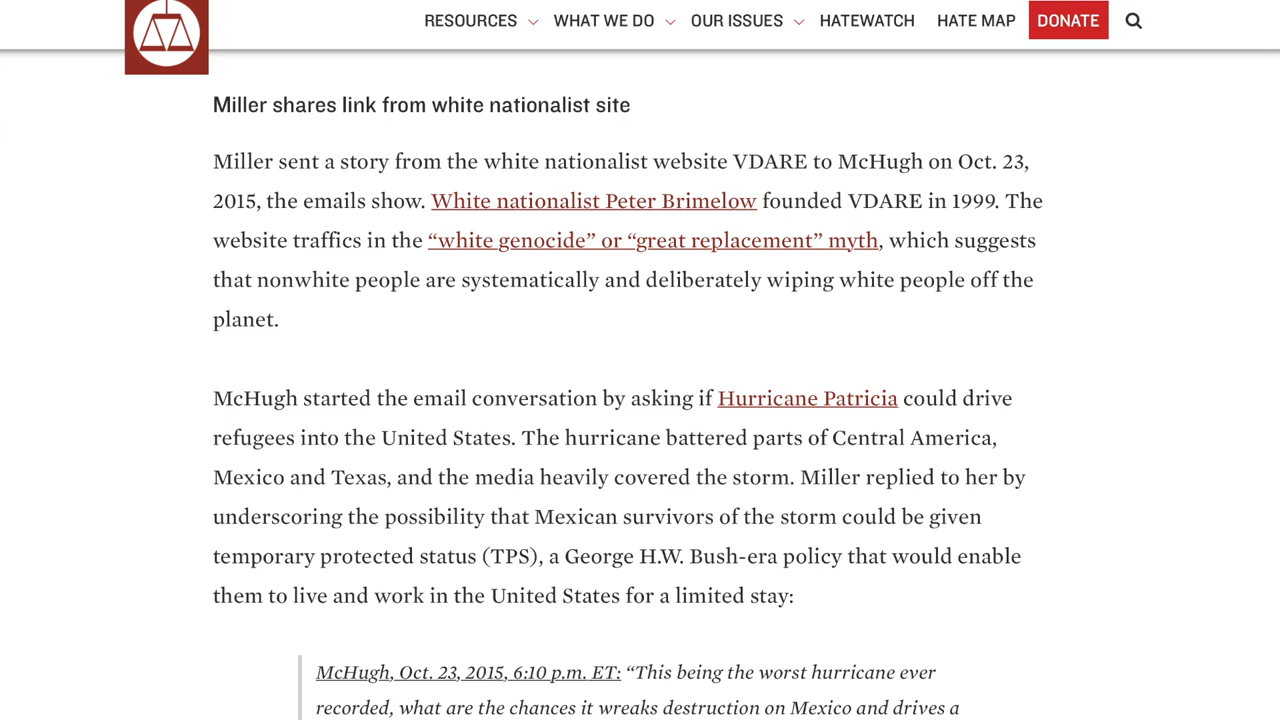 RESOURCES WHAT WE DO OUR ISSUES HATEWATCH HATE MAP DONATE
Miller shares link from white nationalist site
Miller sent a story from the white nationalist website VDARE to McHugh on Oct. 23,
2015, the emails show. White nationalist Peter Brimelow founded VDARE in 1999. The
website traffics in the “white genocide” or “great replacement” myth, which suggests
that nonwhite people are systematically and deliberately wiping white people off the
planet.
McHugh started the email conversation by asking if Hurricane Patricia could drive
refugees into the United States. The hurricane battered parts of Central America,
Mexico and Texas, and the media heavily covered the storm. Miller replied to her by
underscoring the possibility that Mexican survivors of the storm could be given
temporary protected status (TPS), a George H.W. Bush-era policy that would enable
them to live and work in the United States for a limited stay:
McHugh, Oct. 23, 2015, 6:10 p.m. ET: “This being the worst hurricane ever
recorded, what are the chances it wreaks destruction on Mexico and drives a